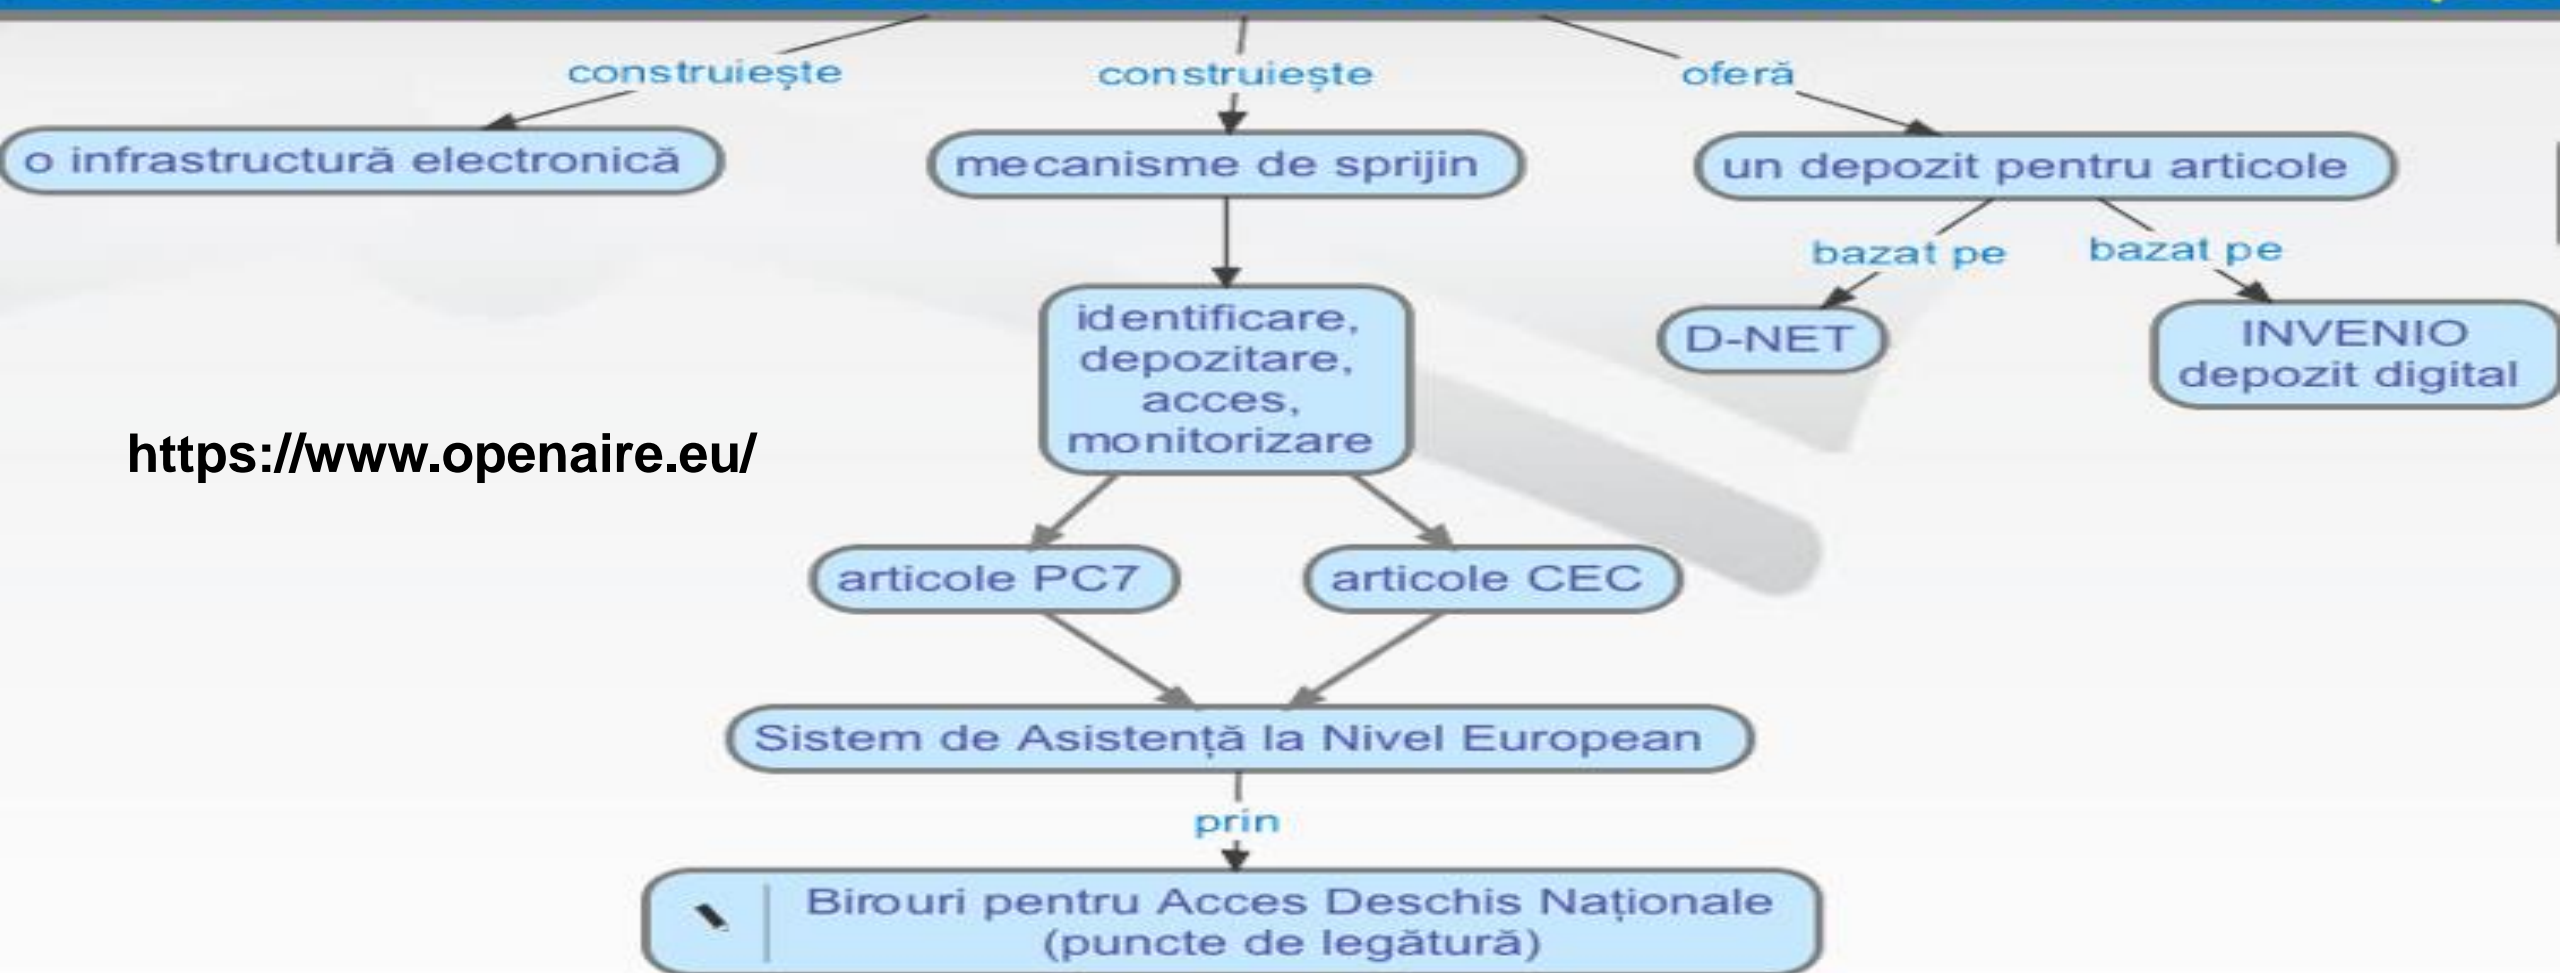 construiește
construiește
oferă
o infrastructură electronică
mecanisme de sprijin
un depozit pentru articole
bazat pe
bazat pe
identificare,
depozitare,
acces,
monitorizare
D-NET
INVENIO
depozit digital
https://www.openaire.eu/
articole PC7
articole CEC
Sistem de Asistență la Nivel European
prin
Birouri pentru Acces Deschis Naționale
(puncte de legătură)